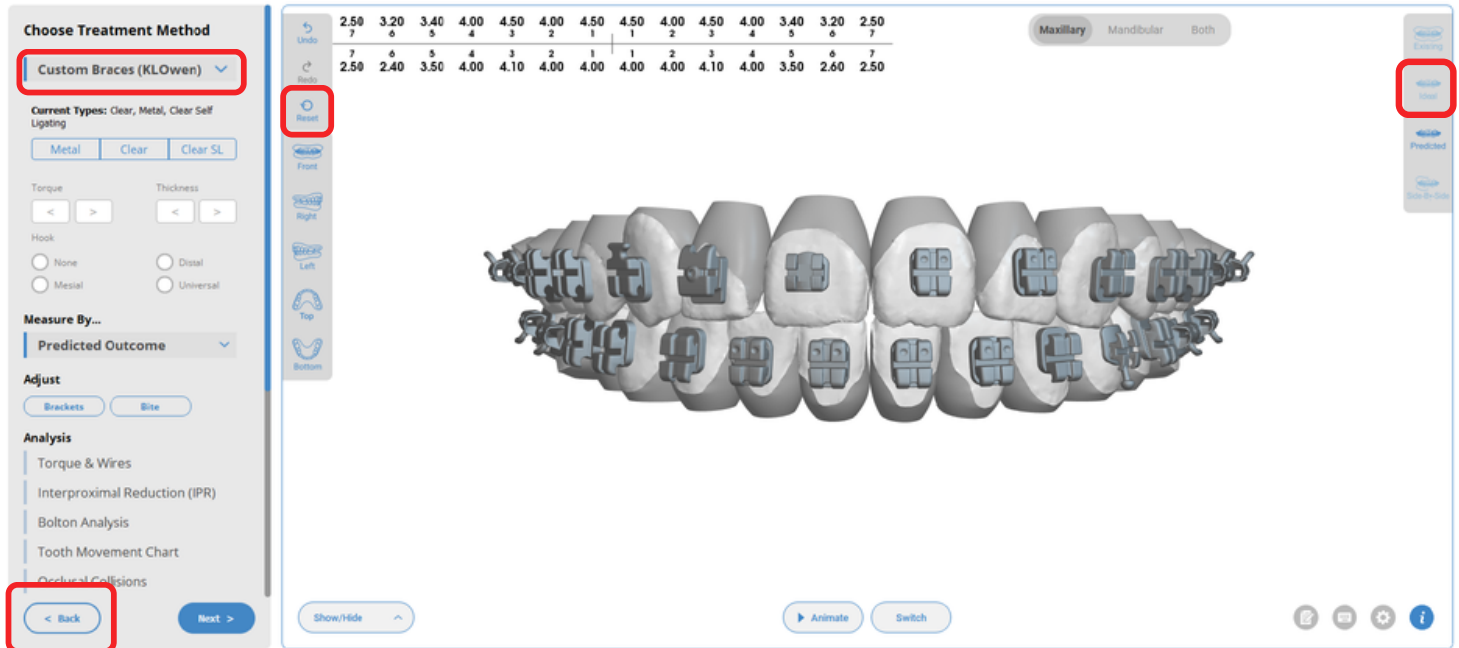 Choose Treatment Method
Custom Braces (KLOwen)
Current Types: Clear, Metal, Clear Self
Ligating
Metal Clear Clear SL
Torque Thickness
< > < >
Hook
None Distal
Mesial Universal
Measure By...
Predicted Outcome
Adjust
Brackets Bite
Analysis
Torque & Wires
Interproximal Reduction (IPR)
Bolton Analysis
Tooth Movement Chart
Occlusal Collisions
< Back Next >
Undo
Redo
Reset
Front
Right
Left
Top
Bottom
2.50 3.20 3.40 4.00 4.50 4.00 4.50 4.50 4.00 4.50 4.00 3.40 3.20 2.50
7 6 5 4 3 2 1 1 2 3 4 5 6 7
7 6 5 4 3 2 1 1 2 3 4 5 6 7
2.50 2.40 3.50 4.00 4.10 4.00 4.00 4.00 4.00 4.10 4.00 3.50 2.60 2.50
Maxillary Mandibular Both
Existing
Ideal
Predicted
Side-By-Side
Show/Hide
Animate Switch
i